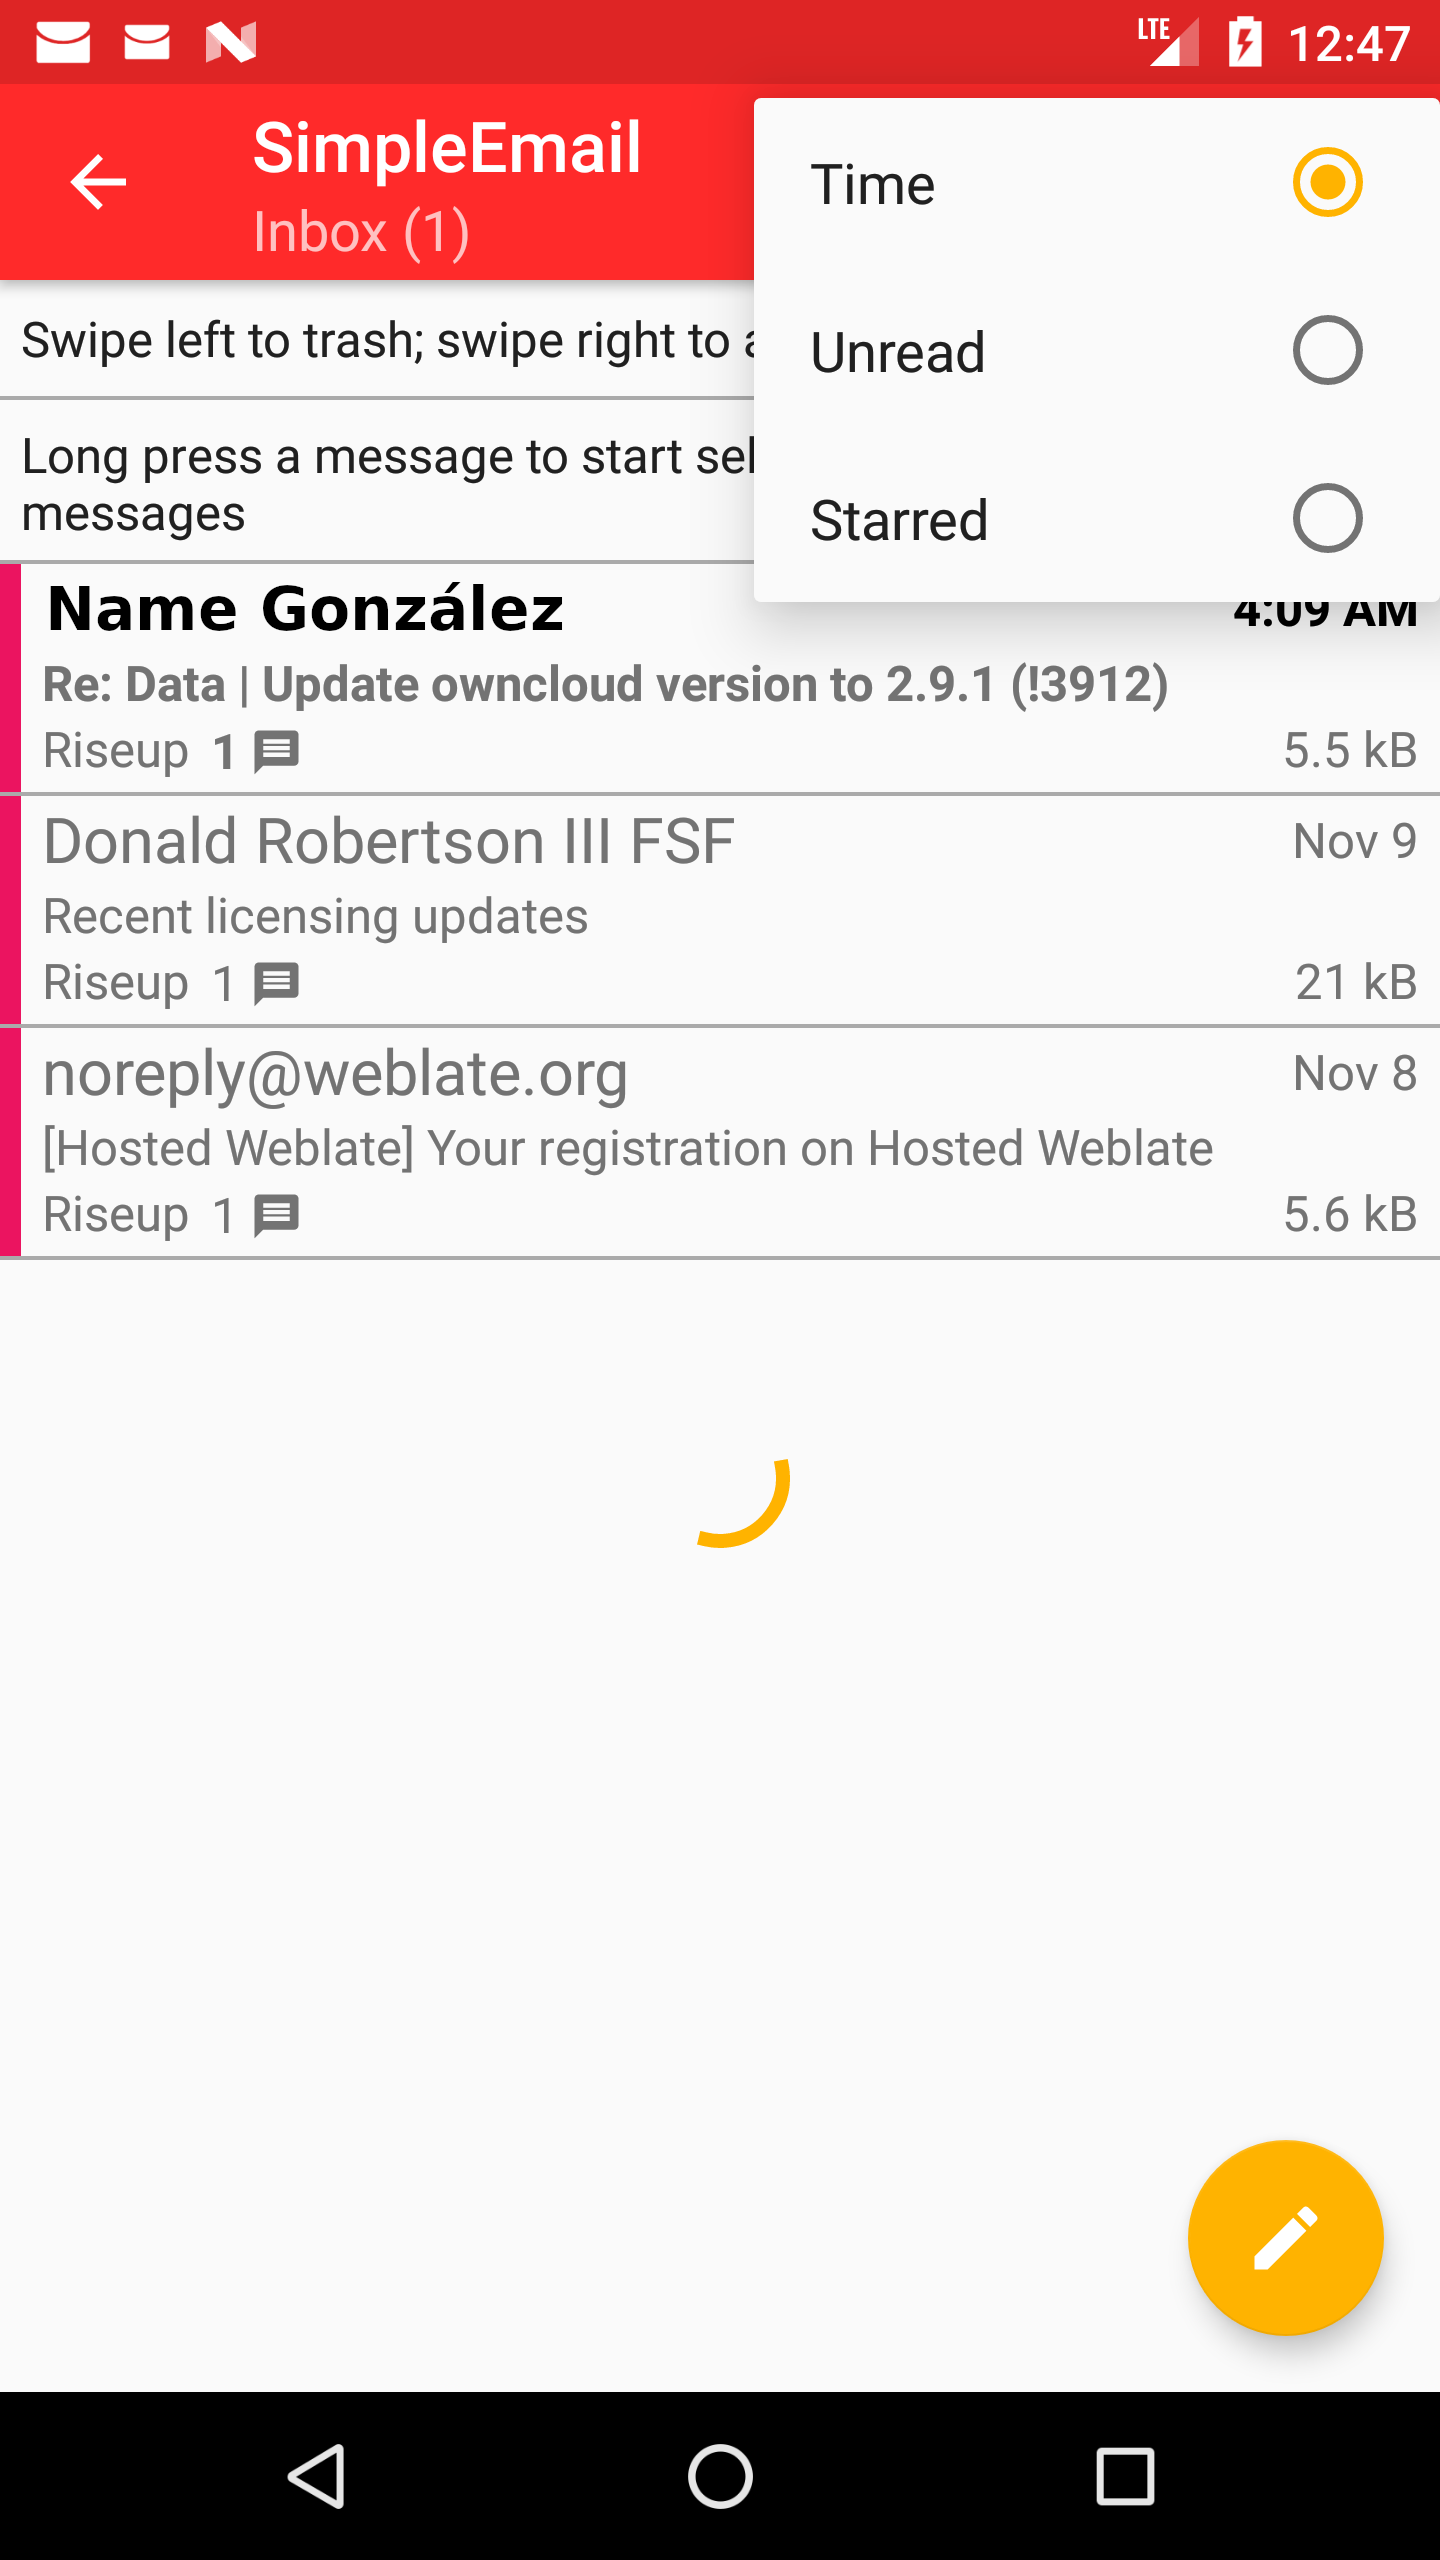 LTE 12:47
SimpleEmail
Inbox (1)
Time
Unread
Starred
Swipe left to trash; swipe right to
Long press a message to start
messages
Name González 4:09 AM
Re: Data | Update owncloud version to 2.9.1 (!3912)
Riseup 1 5.5 kB
Donald Robertson III FSF Nov 9
Recent licensing updates
Riseup 1 21 kB
noreply@weblate.org Nov 8
[Hosted Weblate] Your registration on Hosted Weblate
Riseup 1 5.6 kB